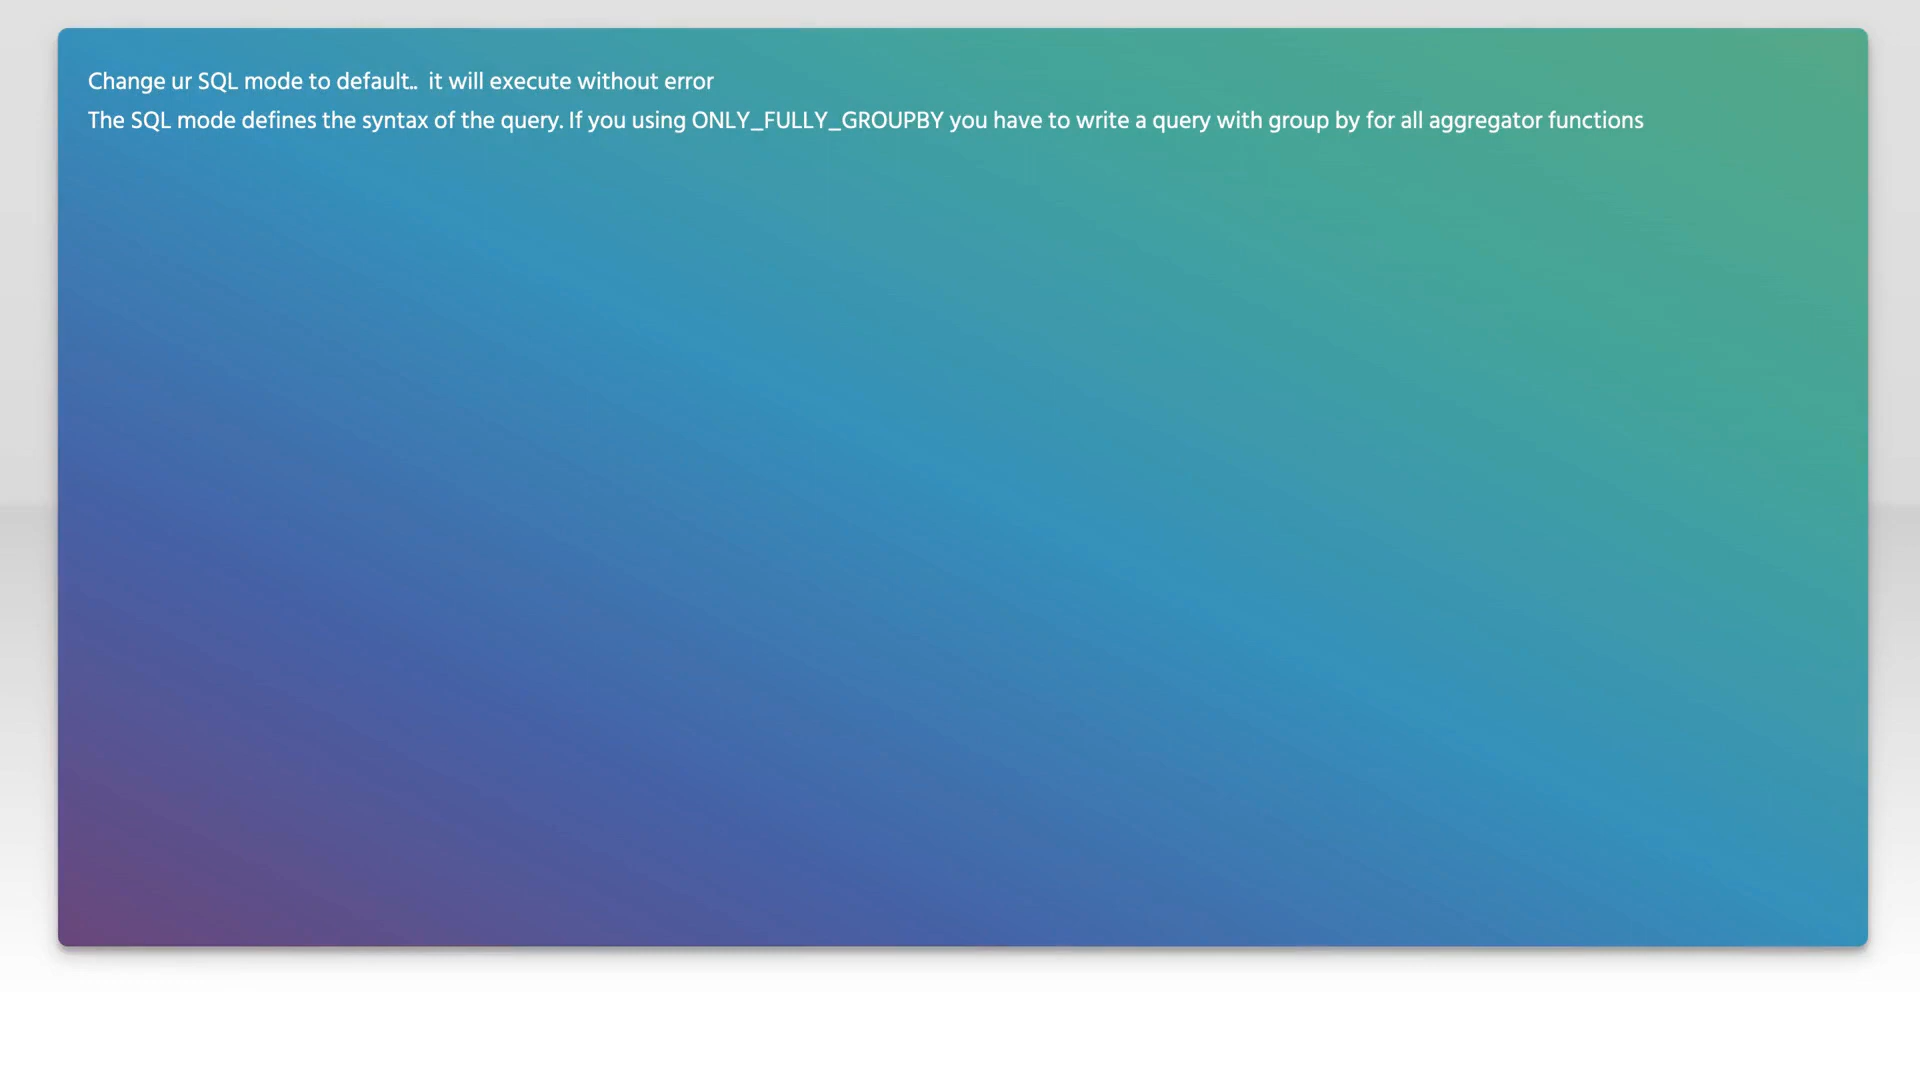 Change ur SQL mode to default..  it will execute without error
The SQL mode defines the syntax of the query. If you using ONLY_FULLY_GROUPBY you have to write a query with group by for all aggregator functions